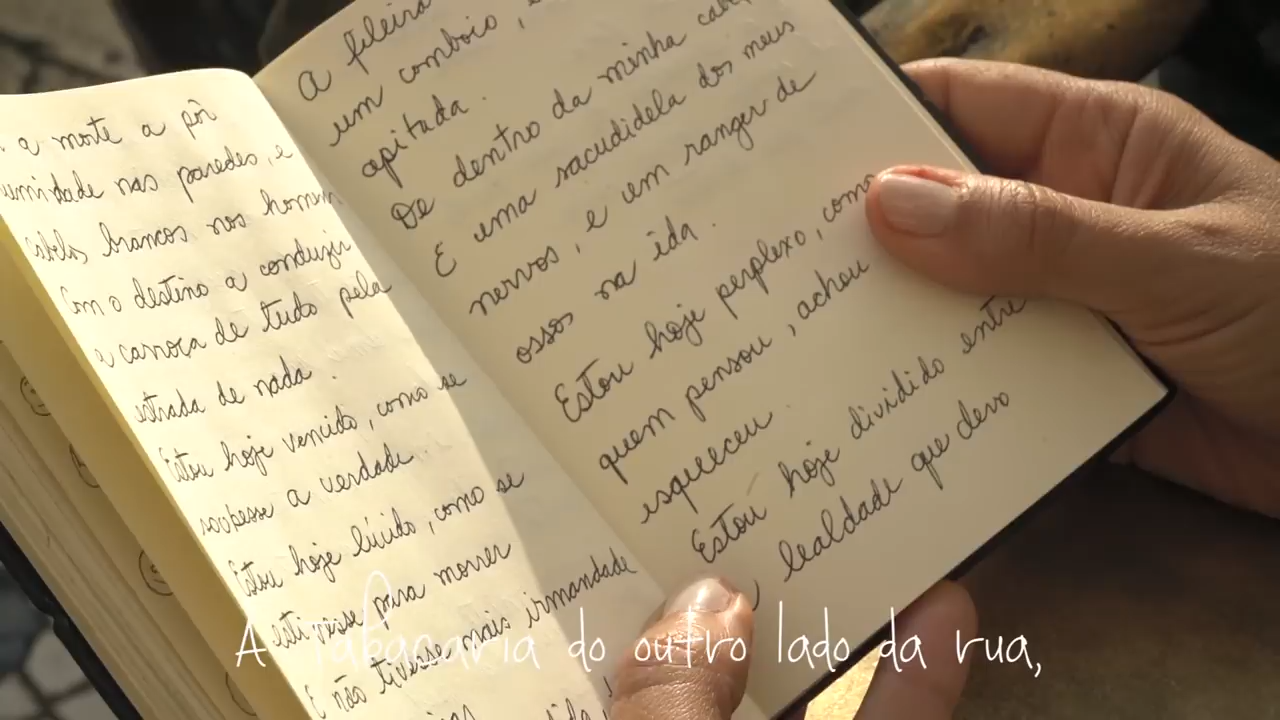 a morte a pôr
umidade nas paredes, e
cabelos brancos nos homens
Com o destino a conduzir
a carroça de tudo pela
estrada de nada.
Estou hoje vencido, como se
soubesse a verdade.
Estou hoje lúcido, como se
estivesse para morrer
E não tivesse mais irmandade
A fileira
um comboio, e
apitada.
De dentro da minha
E uma sacudidela dos meus
nervos, e um ranger de
ossos na ida.
Estou hoje perplexo, como
quem pensou, achou
esqueceu.
Estou hoje dividido entre
lealdade que devo
A Tabacaria do outro lado da rua,